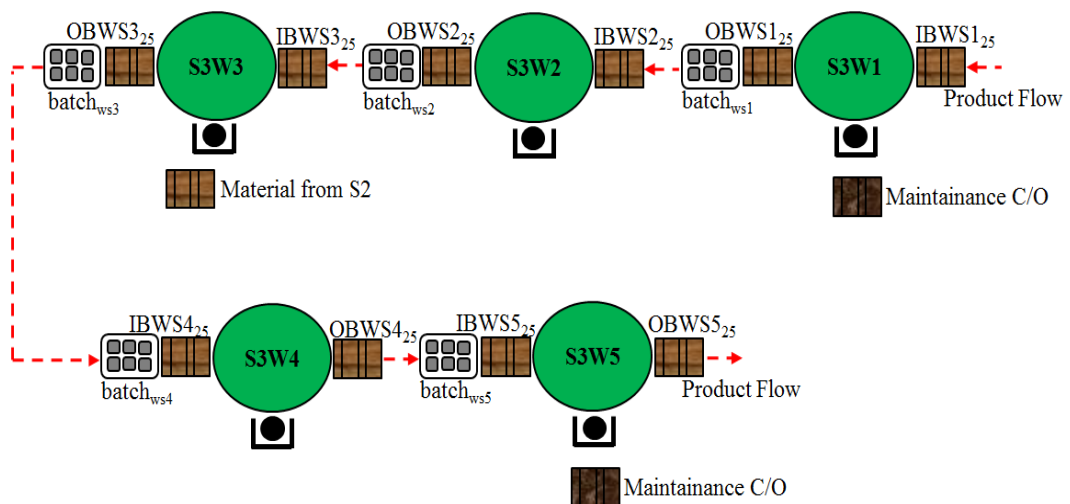 OBWS3₂₅
S3W3
IBWS3₂₅
OBWS2₂₅
S3W2
IBWS2₂₅
OBWS1₂₅
S3W1
IBWS1₂₅
batch_ws3
batch_ws2
batch_ws1
Product Flow
Material from S2
Maintainance C/O
IBWS4₂₅
S3W4
OBWS4₂₅
IBWS5₂₅
S3W5
OBWS5₂₅
batch_ws4
batch_ws5
Product Flow
Maintainance C/O